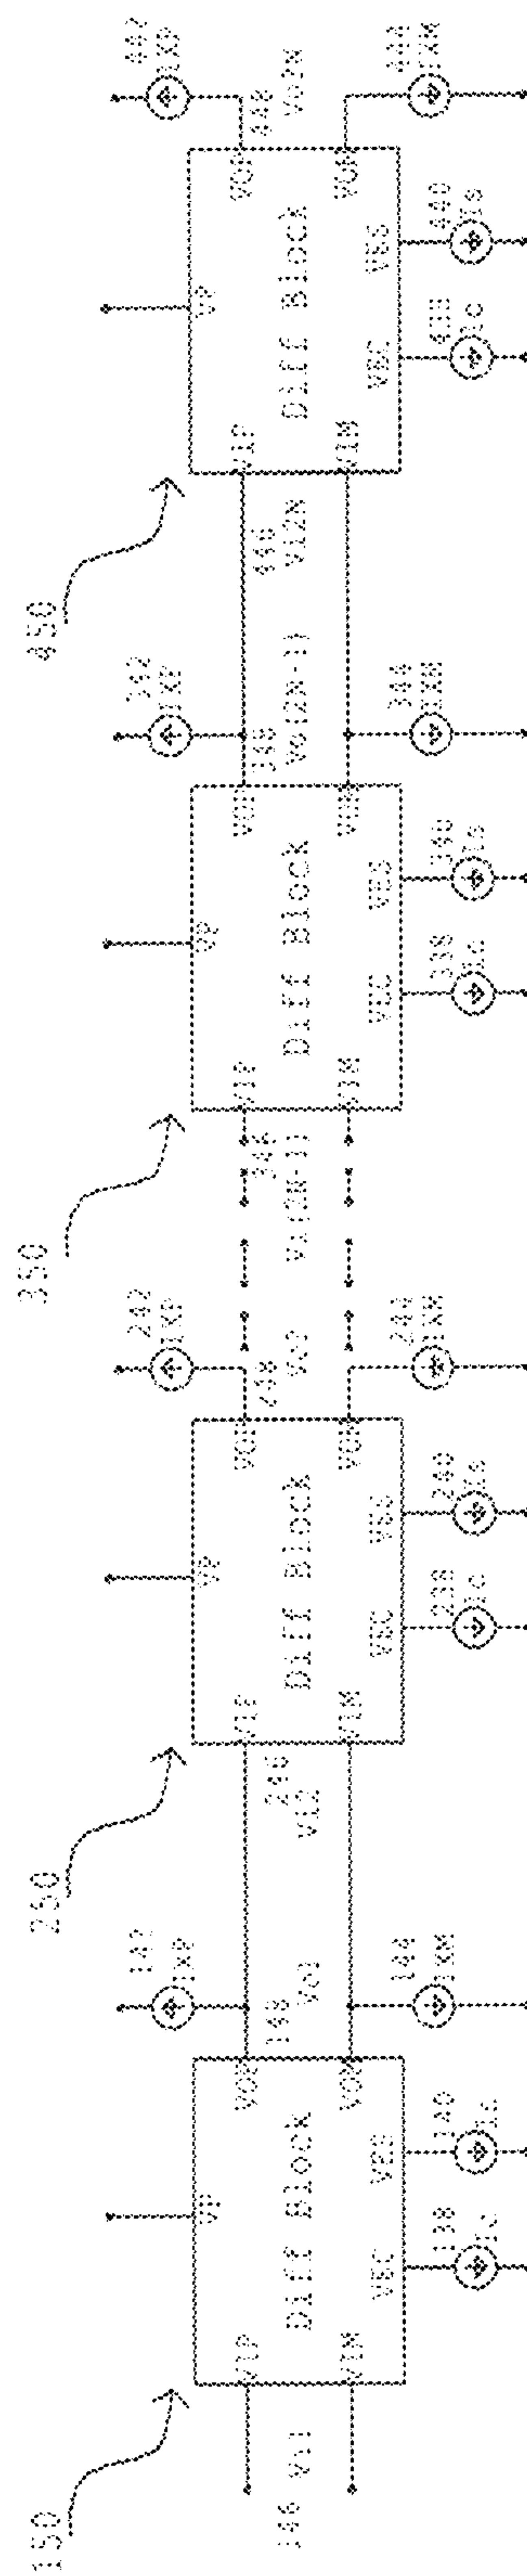 150
146 Vi1
VIP
VIM
VP
Diff Block
VOP
VOM
VEC
VES
138
Ic
140
Is
148
Vo1
142
IXP
144
IXM
250
246
Vi2
VIP
VIM
VP
Diff Block
VOP
VOM
VEC
VES
238
Ic
240
Is
Vo2
242
IXP
244
IXM
350
346
Vi(2N-1)
VIP
VIM
VP
Diff Block
VOP
VOM
VEC
VES
338
Ic
340
Is
348
Vo(2N-1)
342
IXP
344
IXM
450
446
Vi2N
VIP
VIM
VP
Diff Block
VOP
VOM
VEC
VES
438
Ic
440
Is
448
Vo2N
442
IXP
444
IXM